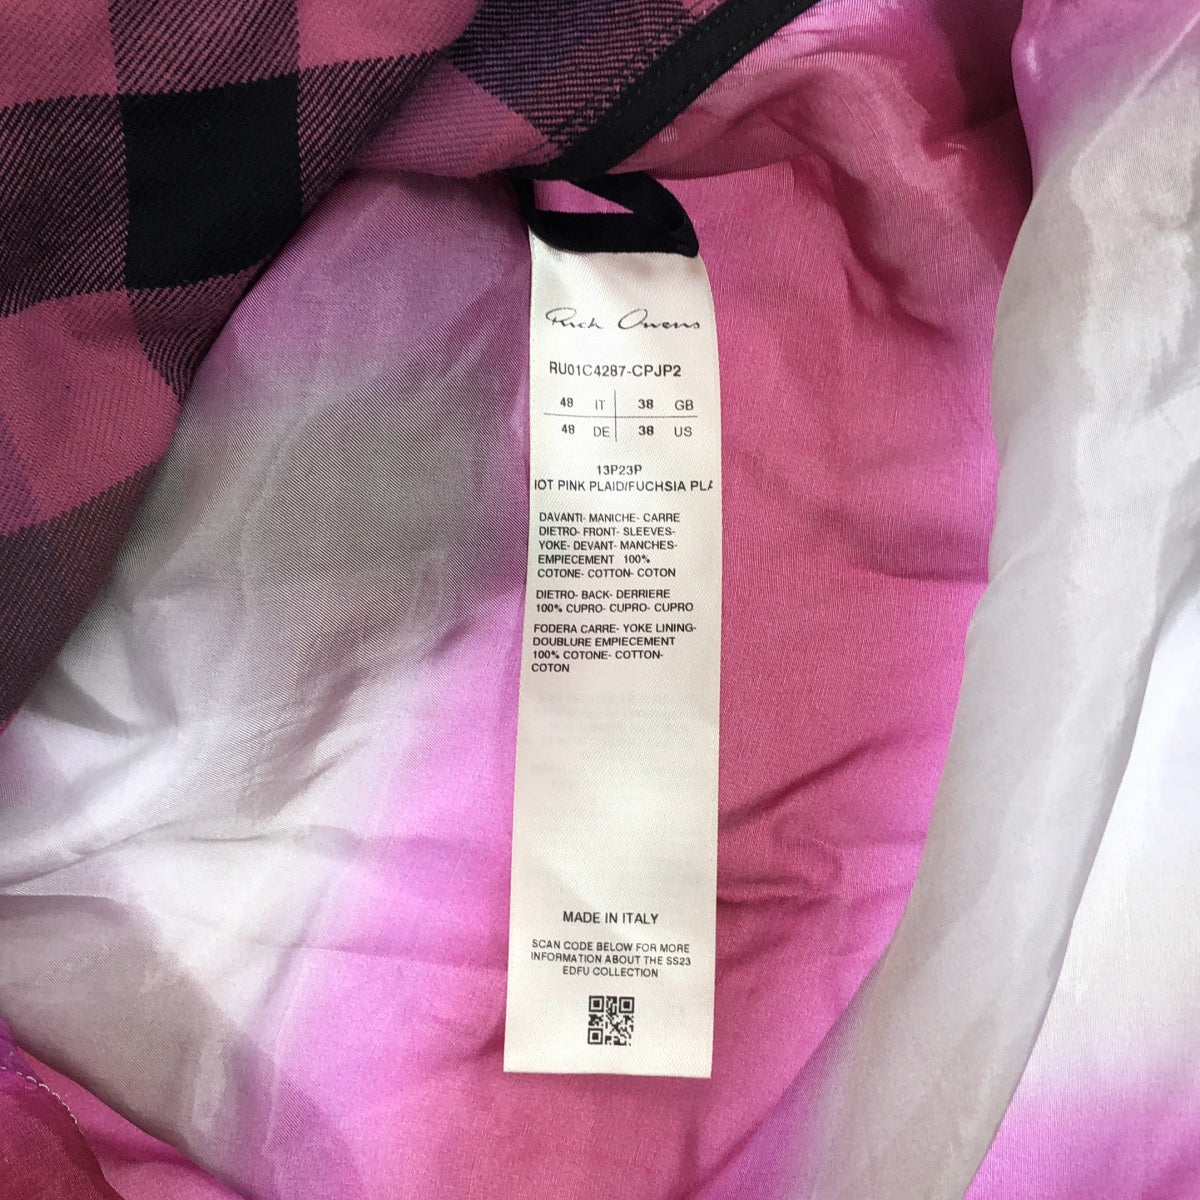 Rick Owens
RU01C4287-CPJP2
48 IT 38 GB
48 DE 38 US
13P23P
IOT PINK PLAID/FUCHSIA PLA
DAVANTI- MANICHE- CARRE
DIETRO- FRONT- SLEEVES-
YOKE- DEVANT- MANCHES-
EMPIECEMENT 100%
COTONE- COTTON- COTON
DIETRO- BACK- DERRIERE
100% CUPRO- CUPRO- CUPRO
FODERA CARRE- YOKE LINING-
DOUBLURE EMPIECEMENT
100% COTONE- COTTON-
COTON
MADE IN ITALY
SCAN CODE BELOW FOR MORE
INFORMATION ABOUT THE SS23
EDFU COLLECTION